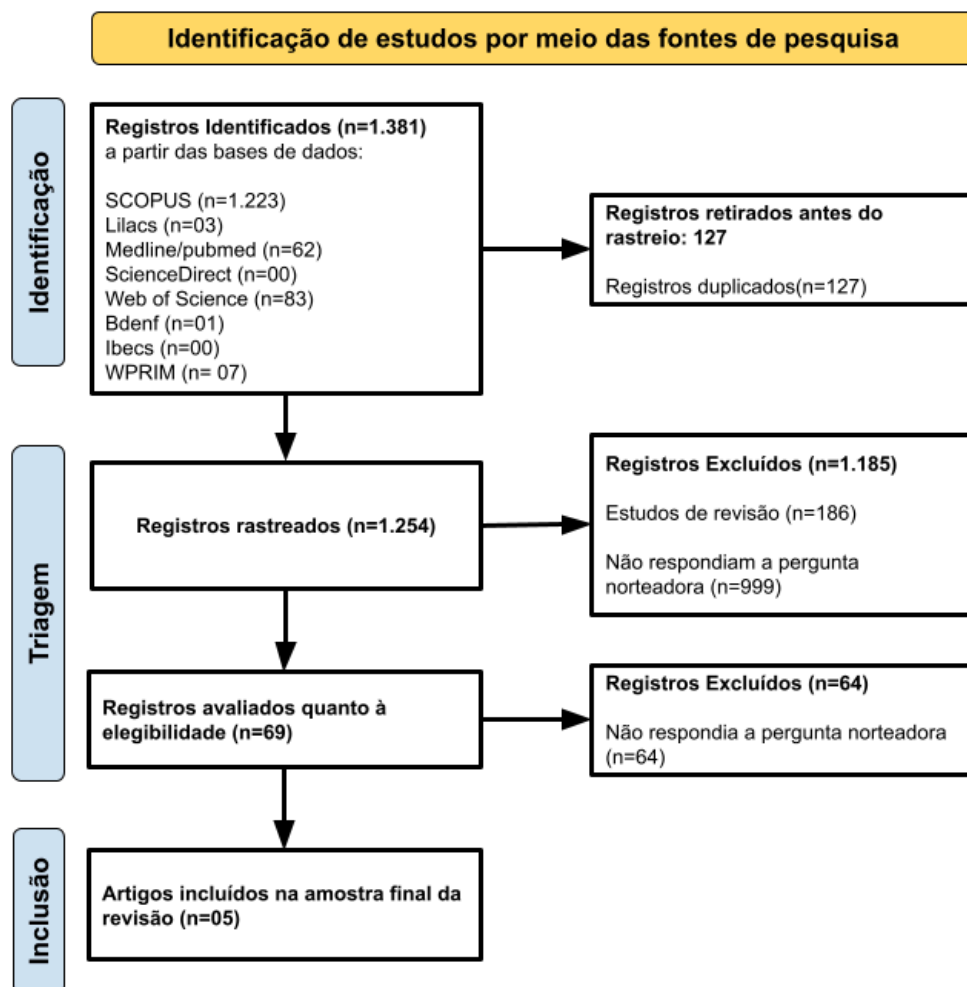 Identificação de estudos por meio das fontes de pesquisa
Identificação
Registros Identificados (n=1.381)
a partir das bases de dados:
SCOPUS (n=1.223)
Lilacs (n=03)
Medline/pubmed (n=62)
ScienceDirect (n=00)
Web of Science (n=83)
Bdenf (n=01)
Ibecs (n=00)
WPRIM (n= 07)
Registros retirados antes do
rastreio: 127
Registros duplicados(n=127)
Triagem
Registros rastreados (n=1.254)
Registros Excluídos (n=1.185)
Estudos de revisão (n=186)
Não respondiam a pergunta
norteadora (n=999)
Registros avaliados quanto à
elegibilidade (n=69)
Registros Excluídos (n=64)
Não respondia a pergunta norteadora
(n=64)
Inclusão
Artigos incluídos na amostra final da
revisão (n=05)